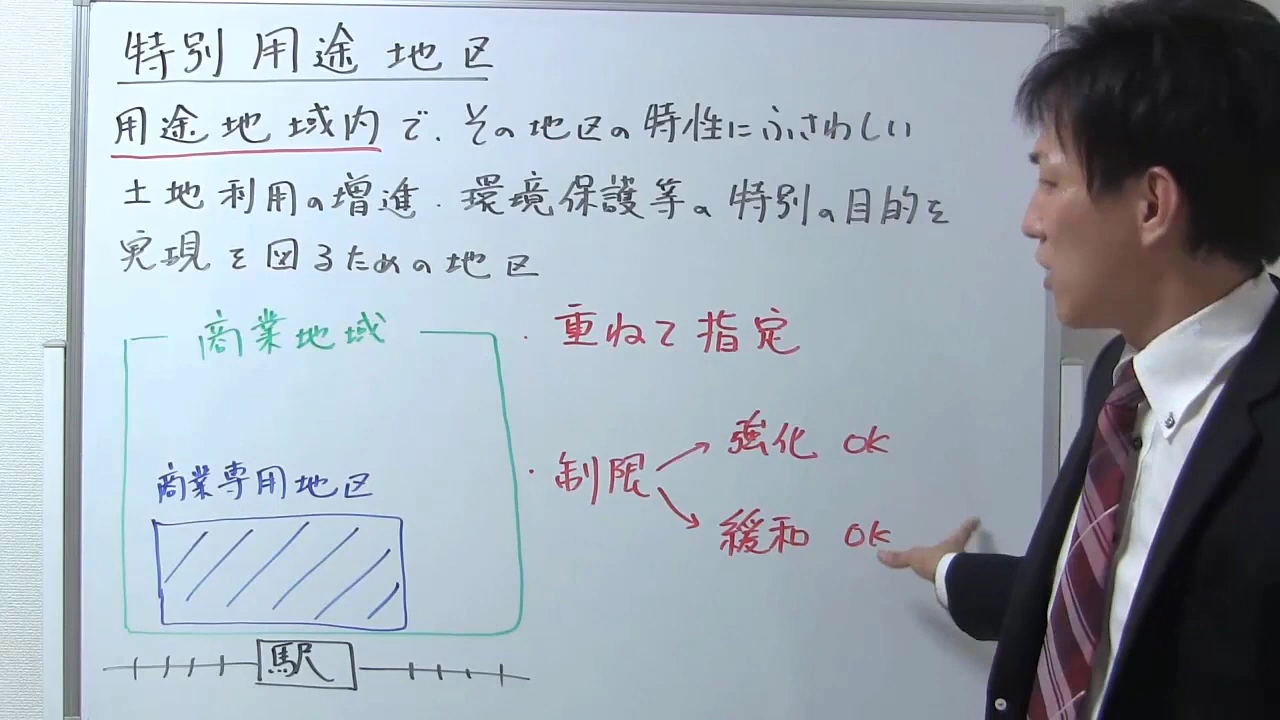 特別用途地区
用途地域内で、その地区の特性にふさわしい
土地利用の増進、環境保護等の特別の目的を
実現を図るための地区
商業地域
・重ねて指定
商業専用地区
・制限
強化 OK
緩和 OK
駅